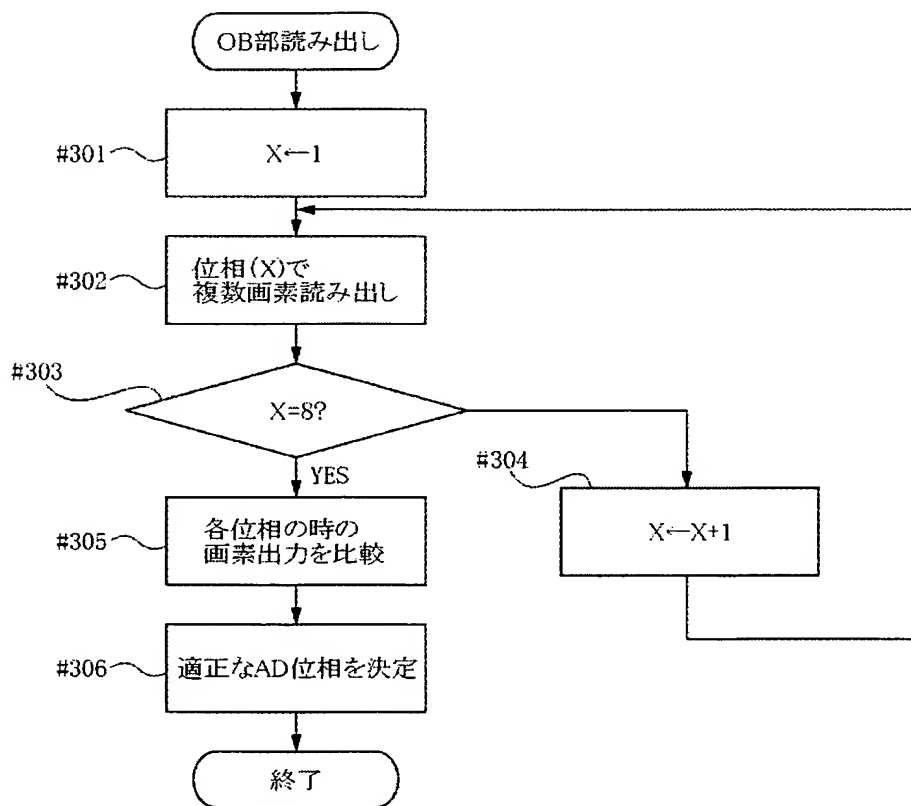 OB部読み出し
#301
X←1
#302
位相(X)で
複数画素読み出し
#303
X=8?
YES
#304
X←X+1
#305
各位相の時の
画素出力を比較
#306
適正なAD位相を決定
終了